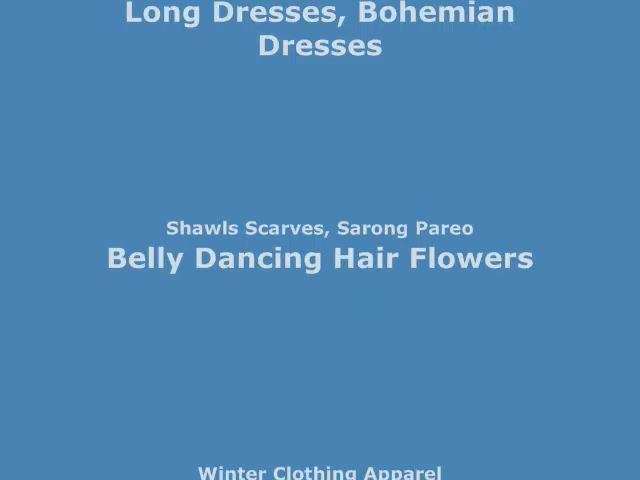 Long Dresses, Bohemian
Dresses
Shawls Scarves, Sarong Pareo
Belly Dancing Hair Flowers
Winter Clothing Apparel